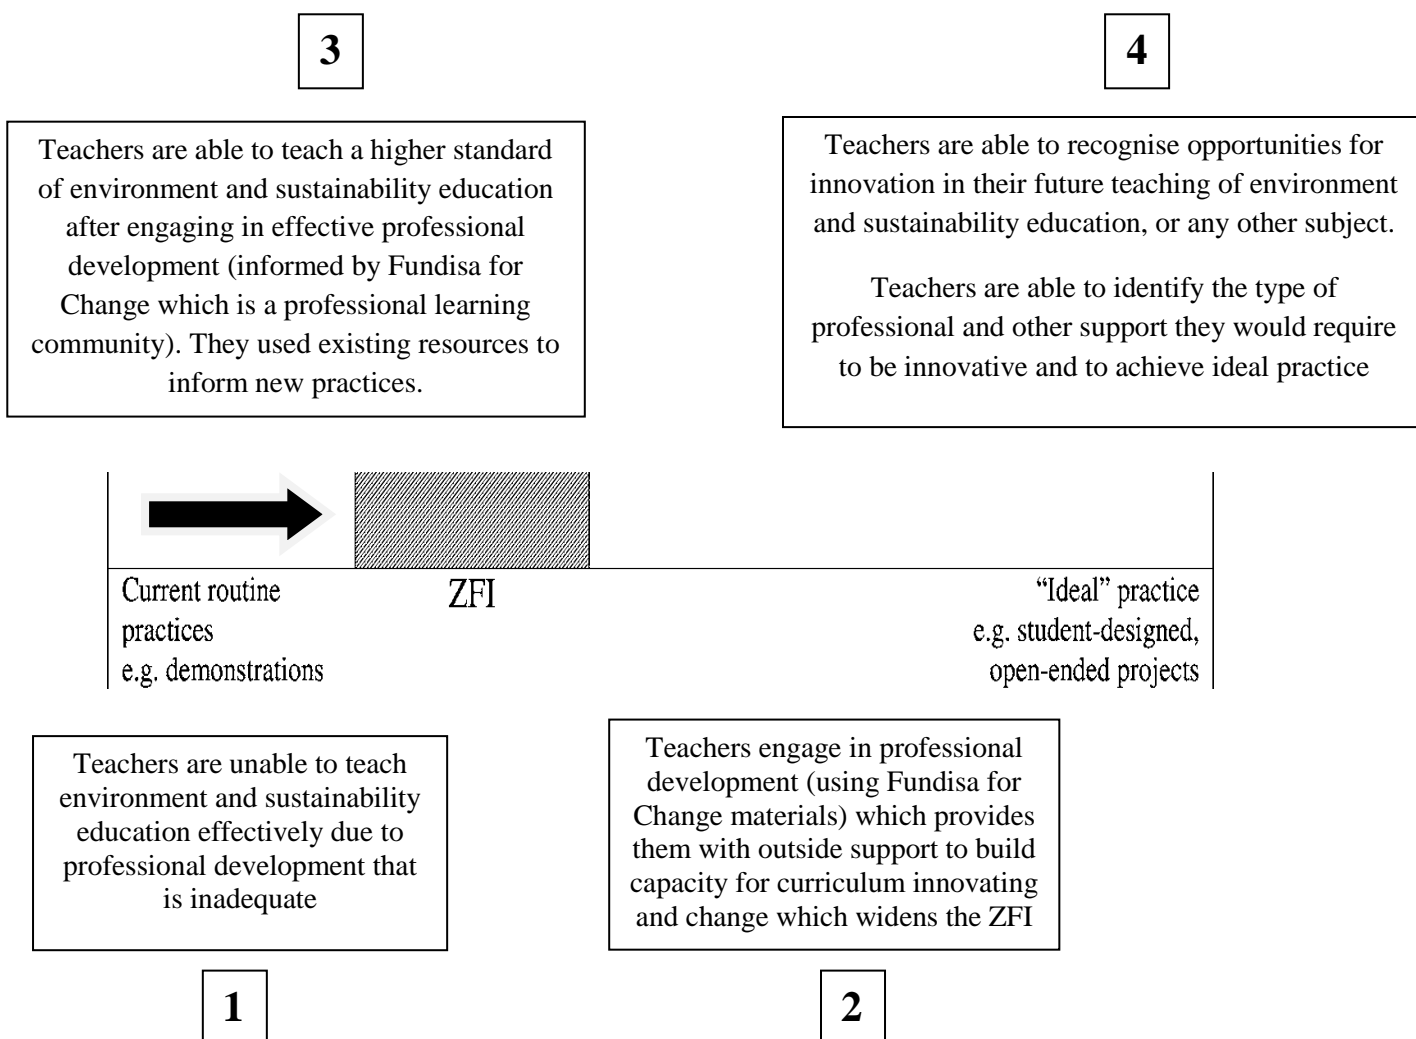 3
4
Teachers are able to teach a higher standard
of environment and sustainability education
after engaging in effective professional
development (informed by Fundisa for
Change which is a professional learning
community). They used existing resources to
inform new practices.
Teachers are able to recognise opportunities for
innovation in their future teaching of environment
and sustainability education, or any other subject.
Teachers are able to identify the type of
professional and other support they would require
to be innovative and to achieve ideal practice
Current routine
practices
e.g. demonstrations
ZFI
“Ideal” practice
e.g. student-designed,
open-ended projects
Teachers are unable to teach
environment and sustainability
education effectively due to
professional development that
is inadequate
Teachers engage in professional
development (using Fundisa for
Change materials) which provides
them with outside support to build
capacity for curriculum innovating
and change which widens the ZFI
1
2